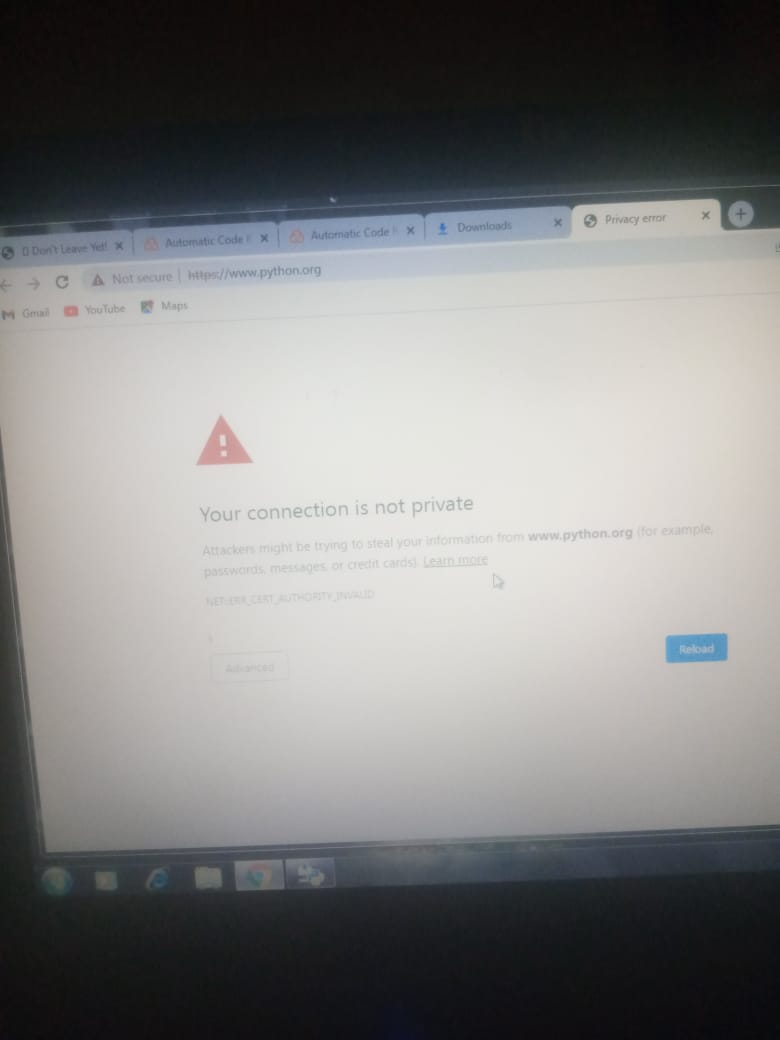 Don't Leave Yet!
Automatic Code
Automatic Code
Downloads
Privacy error
Not secure | https://www.python.org
Gmail
YouTube
Maps
Your connection is not private
Attackers might be trying to steal your information from www.python.org (for example,
passwords, messages, or credit cards). Learn more
NET::ERR_CERT_AUTHORITY_INVALID
Advanced
Reload